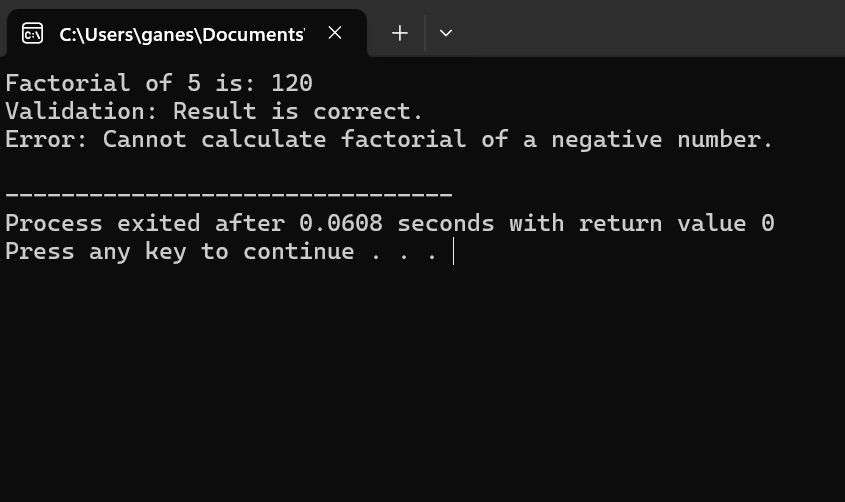 C:\Users\ganes\Documents'
Factorial of 5 is: 120
Validation: Result is correct.
Error: Cannot calculate factorial of a negative number.
--------------------------------
Process exited after 0.0608 seconds with return value 0
Press any key to continue . . .